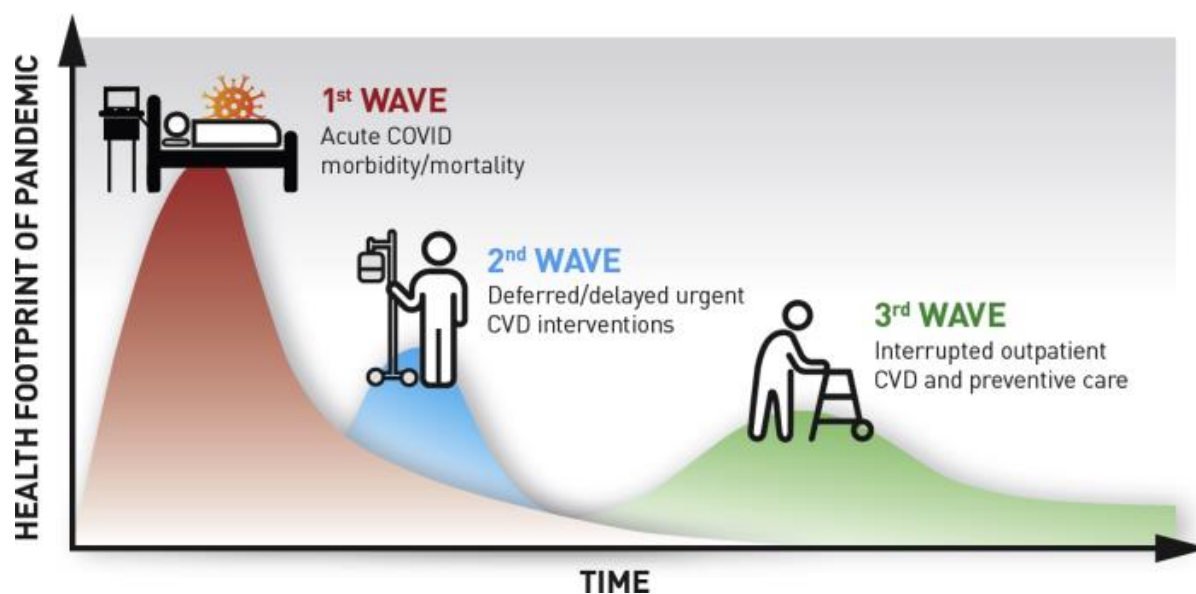 HEALTH FOOTPRINT OF PANDEMIC
1st WAVE
Acute COVID
morbidity/mortality
2nd WAVE
Deferred/delayed urgent
CVD interventions
3rd WAVE
Interrupted outpatient
CVD and preventive care
TIME